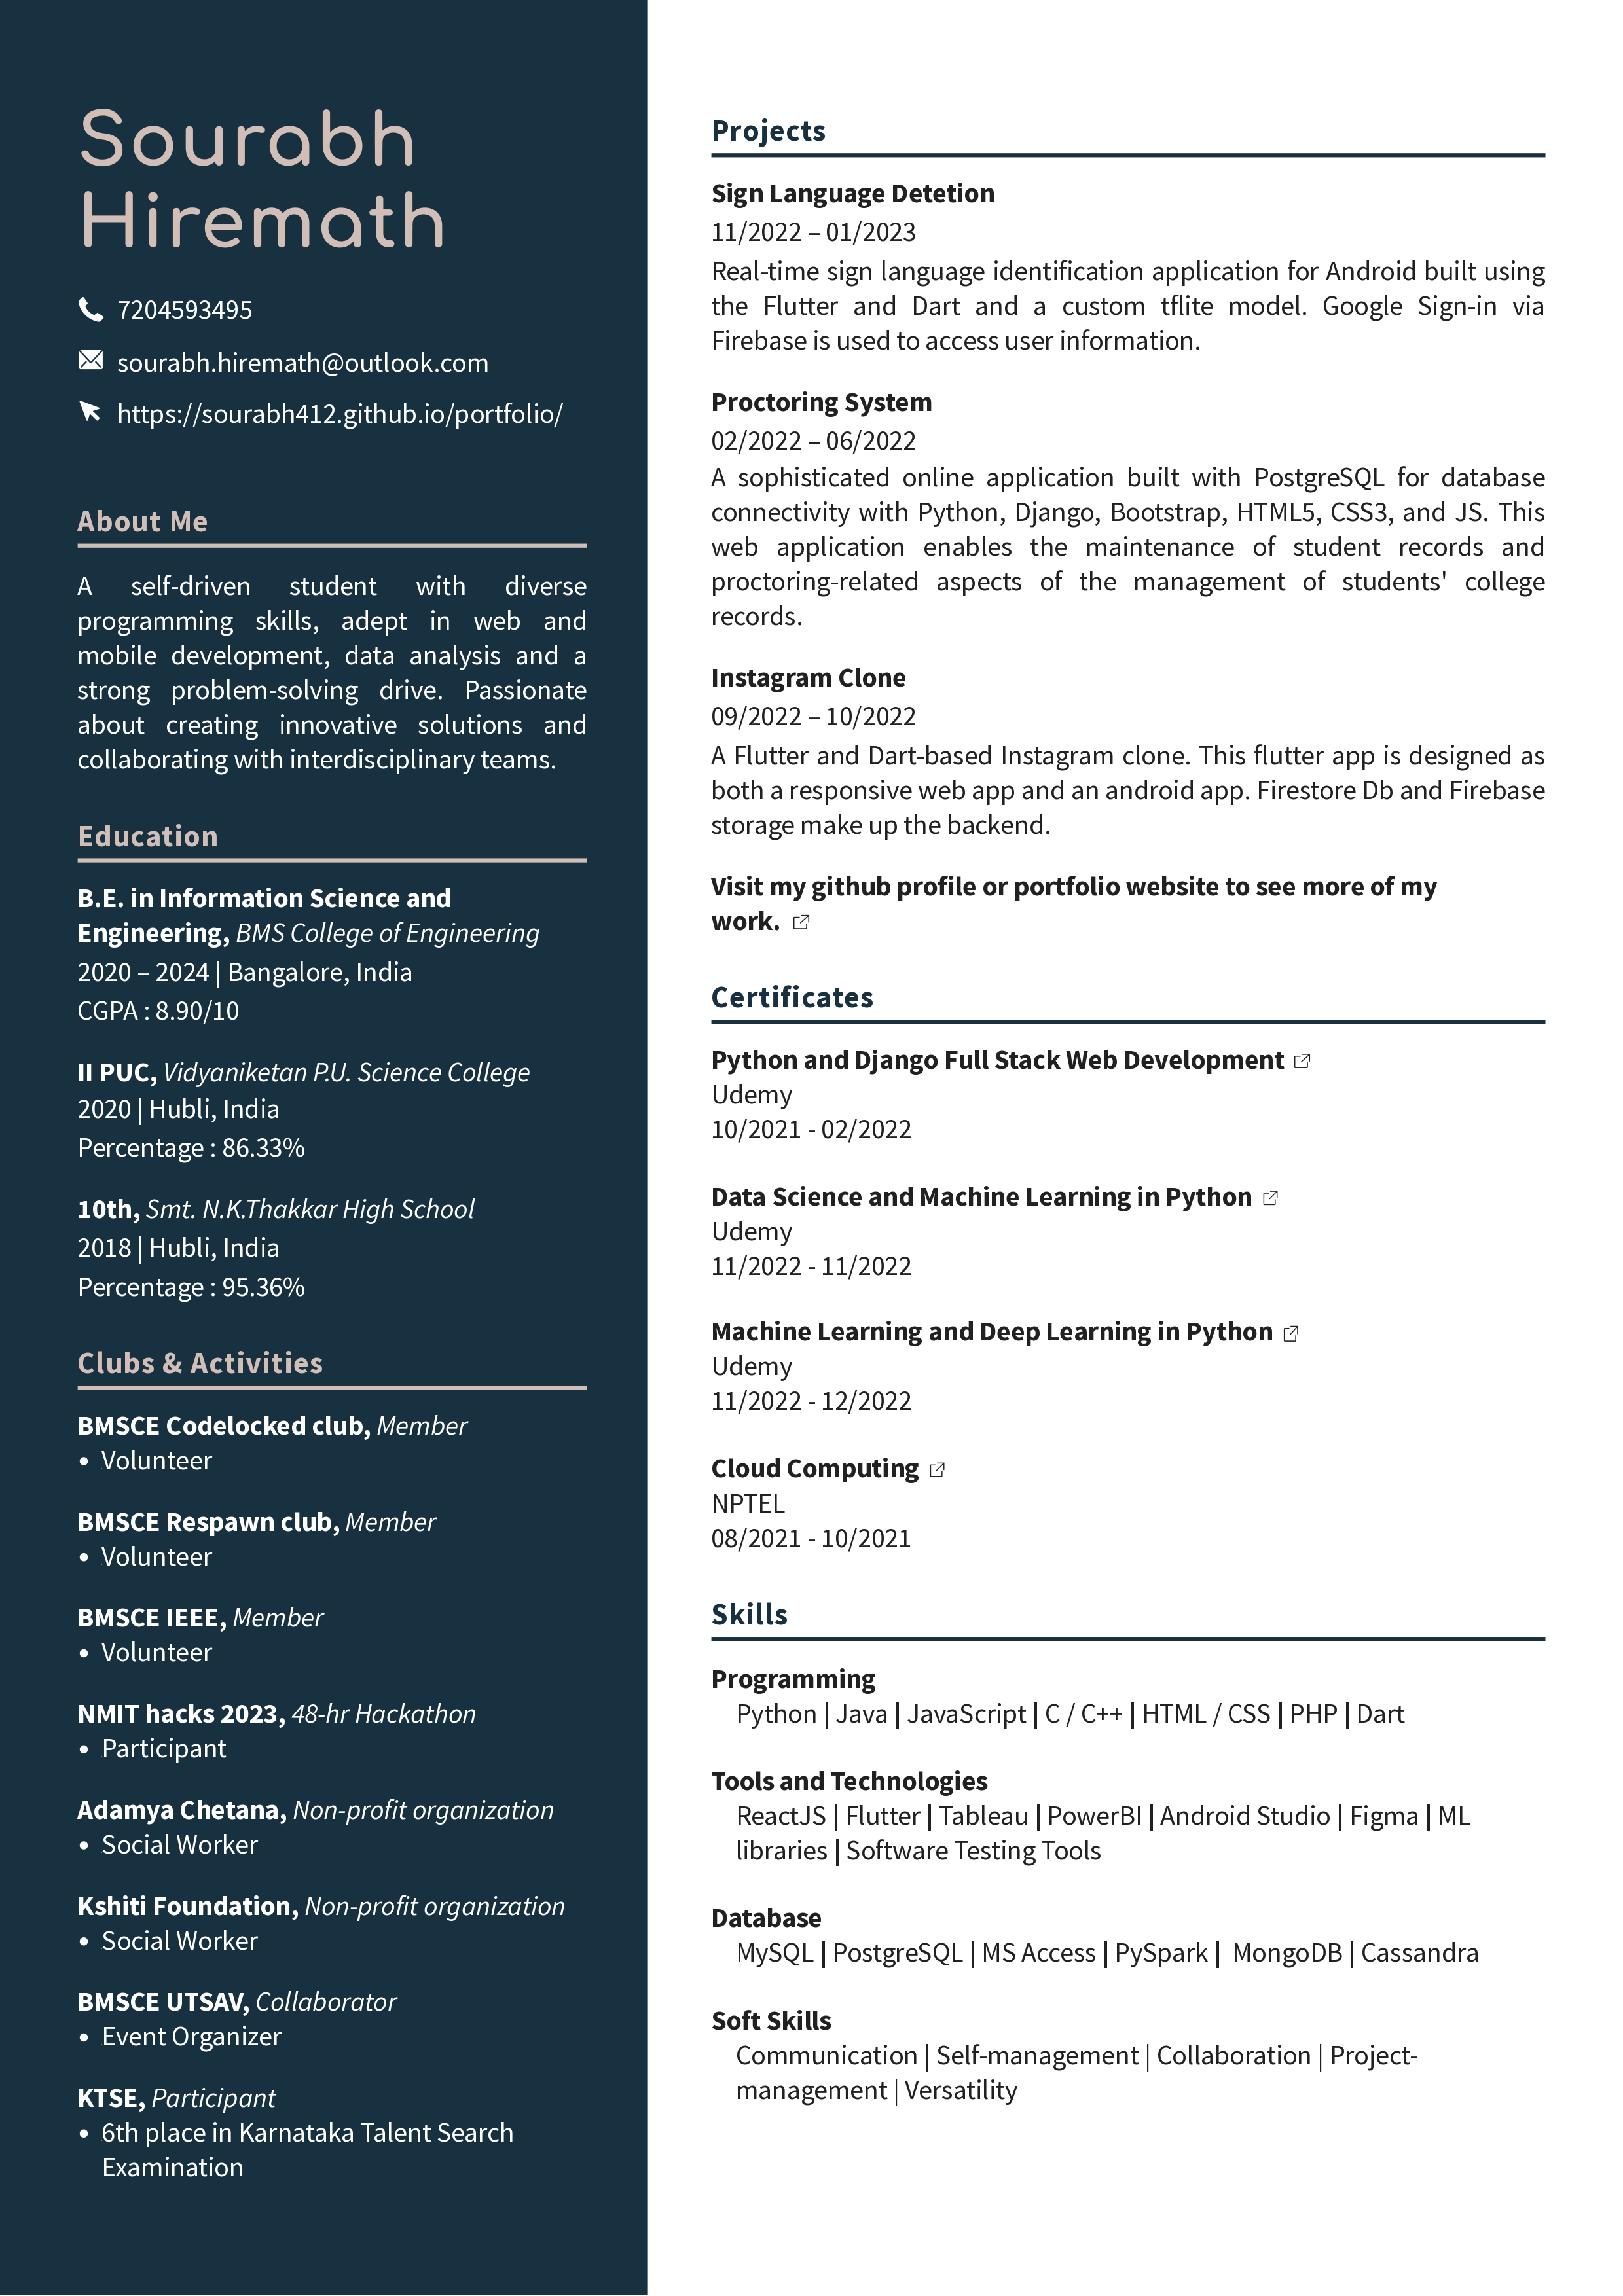 Sourabh
Hiremath
7204593495
sourabh.hiremath@outlook.com
https://sourabh412.github.io/portfolio/
About Me
A self-driven student with diverse
programming skills, adept in web and
mobile development, data analysis and a
strong problem-solving drive. Passionate
about creating innovative solutions and
collaborating with interdisciplinary teams.
Education
B.E. in Information Science and
Engineering, BMS College of Engineering
2020 – 2024 | Bangalore, India
CGPA : 8.90/10
II PUC, Vidyaniketan P.U. Science College
2020 | Hubli, India
Percentage : 86.33%
10th, Smt. N.K.Thakkar High School
2018 | Hubli, India
Percentage : 95.36%
Clubs & Activities
BMSCE Codelocked club, Member
• Volunteer
BMSCE Respawn club, Member
• Volunteer
BMSCE IEEE, Member
• Volunteer
NMIT hacks 2023, 48-hr Hackathon
• Participant
Adamya Chetana, Non-profit organization
• Social Worker
Kshiti Foundation, Non-profit organization
• Social Worker
BMSCE UTSAV, Collaborator
• Event Organizer
KTSE, Participant
• 6th place in Karnataka Talent Search
Examination
Projects
Sign Language Detetion
11/2022 – 01/2023
Real-time sign language identification application for Android built using
the Flutter and Dart and a custom tflite model. Google Sign-in via
Firebase is used to access user information.
Proctoring System
02/2022 – 06/2022
A sophisticated online application built with PostgreSQL for database
connectivity with Python, Django, Bootstrap, HTML5, CSS3, and JS. This
web application enables the maintenance of student records and
proctoring-related aspects of the management of students' college
records.
Instagram Clone
09/2022 – 10/2022
A Flutter and Dart-based Instagram clone. This flutter app is designed as
both a responsive web app and an android app. Firestore Db and Firebase
storage make up the backend.
Visit my github profile or portfolio website to see more of my
work.
Certificates
Python and Django Full Stack Web Development
Udemy
10/2021 - 02/2022
Data Science and Machine Learning in Python
Udemy
11/2022 - 11/2022
Machine Learning and Deep Learning in Python
Udemy
11/2022 - 12/2022
Cloud Computing
NPTEL
08/2021 - 10/2021
Skills
Programming
Python | Java | JavaScript | C / C++ | HTML / CSS | PHP | Dart
Tools and Technologies
ReactJS | Flutter | Tableau | PowerBI | Android Studio | Figma | ML
libraries | Software Testing Tools
Database
MySQL | PostgreSQL | MS Access | PySpark | MongoDB | Cassandra
Soft Skills
Communication | Self-management | Collaboration | Project-
management | Versatility